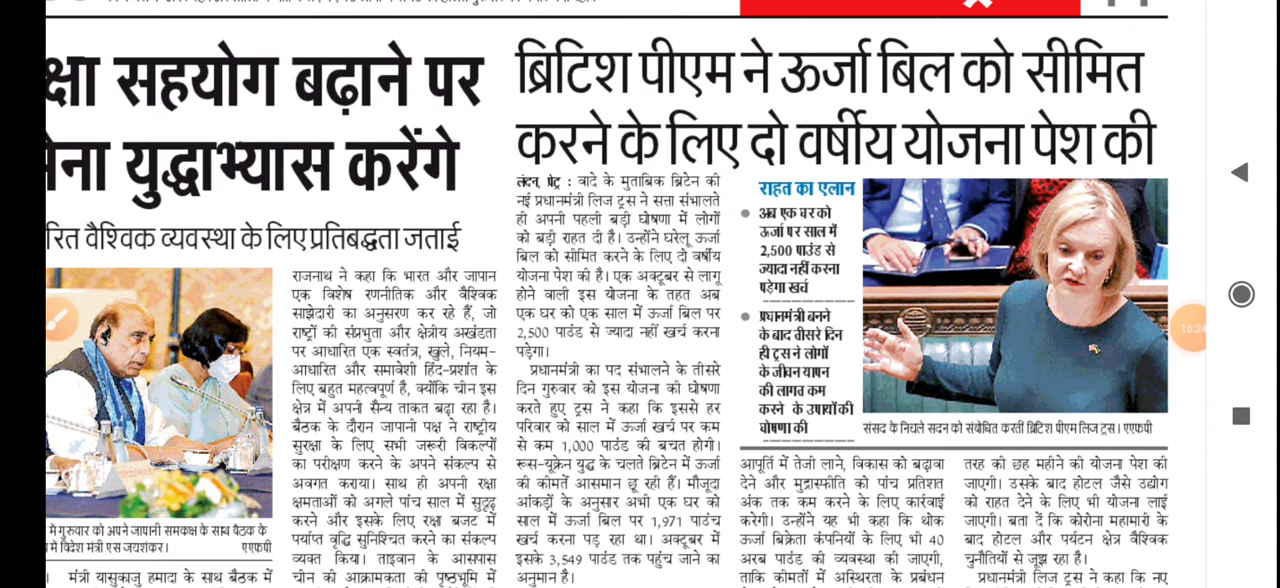 क्षा सहयोग बढ़ाने पर
सेना युद्धाभ्यास करेंगे
रित वैश्विक व्यवस्था के लिए प्रतिबद्धता जताई
राजनाथ ने कहा कि भारत और जापान
एक विशेष रणनीतिक और वैश्विक
साझेदारी का अनुसरण कर रहे हैं, जो
राष्ट्रों की संप्रभुता और क्षेत्रीय अखंडता
पर आधारित एक स्वतंत्र, खुले, नियम-
आधारित और समावेशी हिंद-प्रशांत के
लिए बहुत महत्वपूर्ण है, क्योंकि चीन इस
क्षेत्र में अपनी सैन्य ताकत बढ़ा रहा है।
बैठक के दौरान जापानी पक्ष ने राष्ट्रीय
सुरक्षा के लिए सभी जरूरी विकल्पों
का परीक्षण करने के अपने संकल्प से
अवगत कराया। साथ ही अपनी रक्षा
क्षमताओं को अगले पांच साल में सुदृढ़
करने और इसके लिए रक्षा बजट में
पर्याप्त वृद्धि सुनिश्चित करने का संकल्प
व्यक्त किया। ताइवान के आसपास
चीन की आक्रामकता की पृष्ठभूमि में
में गुरुवार को अपने जापानी समकक्ष के साथ बैठक के
में विदेश मंत्री एस जयशंकर। एएफपी
मंत्री यासुकाजु हमादा के साथ बैठक में
ब्रिटिश पीएम ने ऊर्जा बिल को सीमित
करने के लिए दो वर्षीय योजना पेश की
लंदन, प्रेट्र : वादे के मुताबिक ब्रिटेन की
नई प्रधानमंत्री लिज ट्रस ने सत्ता संभालते
ही अपनी पहली बड़ी घोषणा में लोगों
को बड़ी राहत दी है। उन्होंने घरेलू ऊर्जा
बिल को सीमित करने के लिए दो वर्षीय
योजना पेश की है। एक अक्टूबर से लागू
होने वाली इस योजना के तहत अब
एक घर को एक साल में ऊर्जा बिल पर
2,500 पाउंड से ज्यादा नहीं खर्च करना
पड़ेगा।
प्रधानमंत्री का पद संभालने के तीसरे
दिन गुरुवार को इस योजना की घोषणा
करते हुए ट्रस ने कहा कि इससे हर
परिवार को साल में ऊर्जा खर्च पर कम
से कम 1,000 पाउंड की बचत होगी।
रूस-यूक्रेन युद्ध के चलते ब्रिटेन में ऊर्जा
की कीमतें आसमान छू रही हैं। मौजूदा
आंकड़ों के अनुसार अभी एक घर को
साल में ऊर्जा बिल पर 1,971 पाउंड
खर्च करना पड़ रहा था। अक्टूबर में
इसके 3,549 पाउंड तक पहुंच जाने का
अनुमान है।
राहत का एलान
● अब एक घर को
ऊर्जा पर साल में
2,500 पाउंड से
ज्यादा नहीं करना
पड़ेगा खर्च
● प्रधानमंत्री बनने
के बाद तीसरे दिन
ही ट्रस ने लोगों
के जीवन यापन
की लागत कम
करने के उपायों की
घोषणा की
संसद के निचले सदन को संबोधित करतीं ब्रिटिश पीएम लिज ट्रस। एएफपी
आपूर्ति में तेजी लाने, विकास को बढ़ावा
देने और मुद्रास्फीति को पांच प्रतिशत
अंक तक कम करने के लिए कार्रवाई
करेगी। उन्होंने यह भी कहा कि थोक
ऊर्जा बिक्रेता कंपनियों के लिए भी 40
अरब पाउंड की व्यवस्था की जाएगी,
ताकि कीमतों में अस्थिरता के प्रबंधन
तरह की छह महीने की योजना पेश की
जाएगी। उसके बाद होटल जैसे उद्योग
को राहत देने के लिए भी योजना लाई
जाएगी। बता दें कि कोरोना महामारी के
बाद होटल और पर्यटन क्षेत्र वैश्विक
चुनौतियों से जूझ रहा है।
प्रधानमंत्री लिज ट्रस ने कहा कि नए
16:24